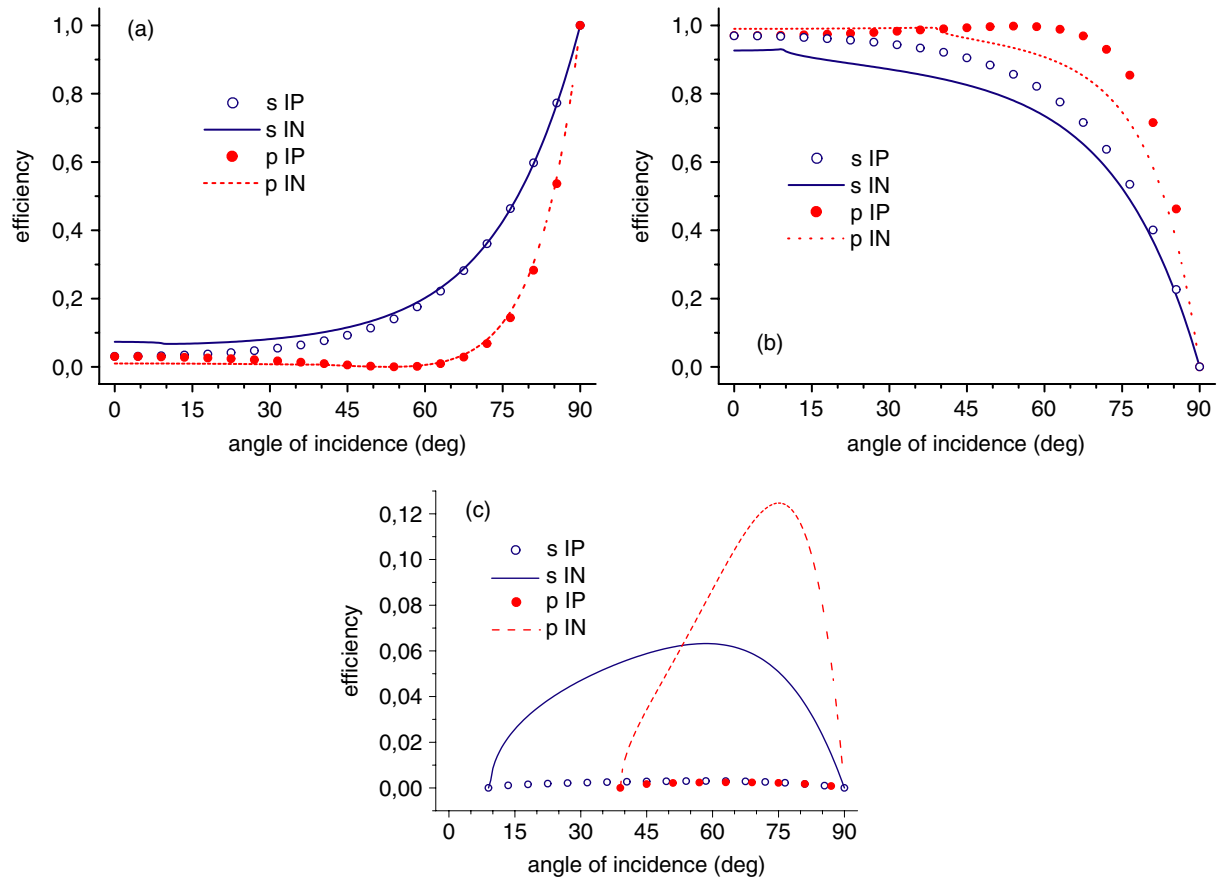 (a)
1,0
0,8
0,6
0,4
0,2
0,0
efficiency
s IP
s IN
p IP
p IN
0 15 30 45 60 75 90
angle of incidence (deg)
1,0
0,8
0,6
0,4
0,2
0,0
efficiency
s IP
s IN
p IP
p IN
(b)
0 15 30 45 60 75 90
angle of incidence (deg)
(c)
0,12
0,10
0,08
0,06
0,04
0,02
0,00
efficiency
s IP
s IN
p IP
p IN
0 15 30 45 60 75 90
angle of incidence (deg)